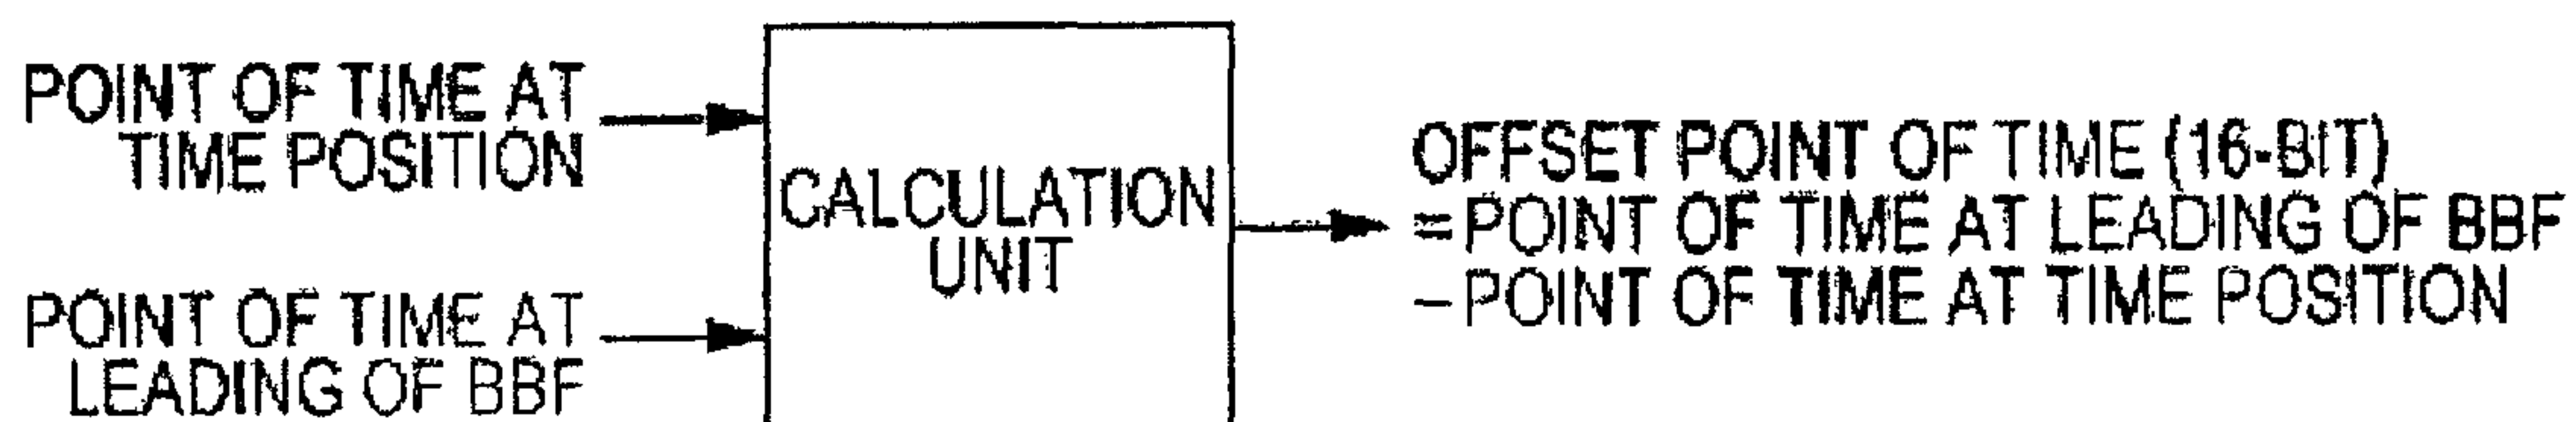 POINT OF TIME AT
TIME POSITION
POINT OF TIME AT
LEADING OF BBF
CALCULATION
UNIT
OFFSET POINT OF TIME (16-BIT)
=POINT OF TIME AT LEADING OF BBF
–POINT OF TIME AT TIME POSITION